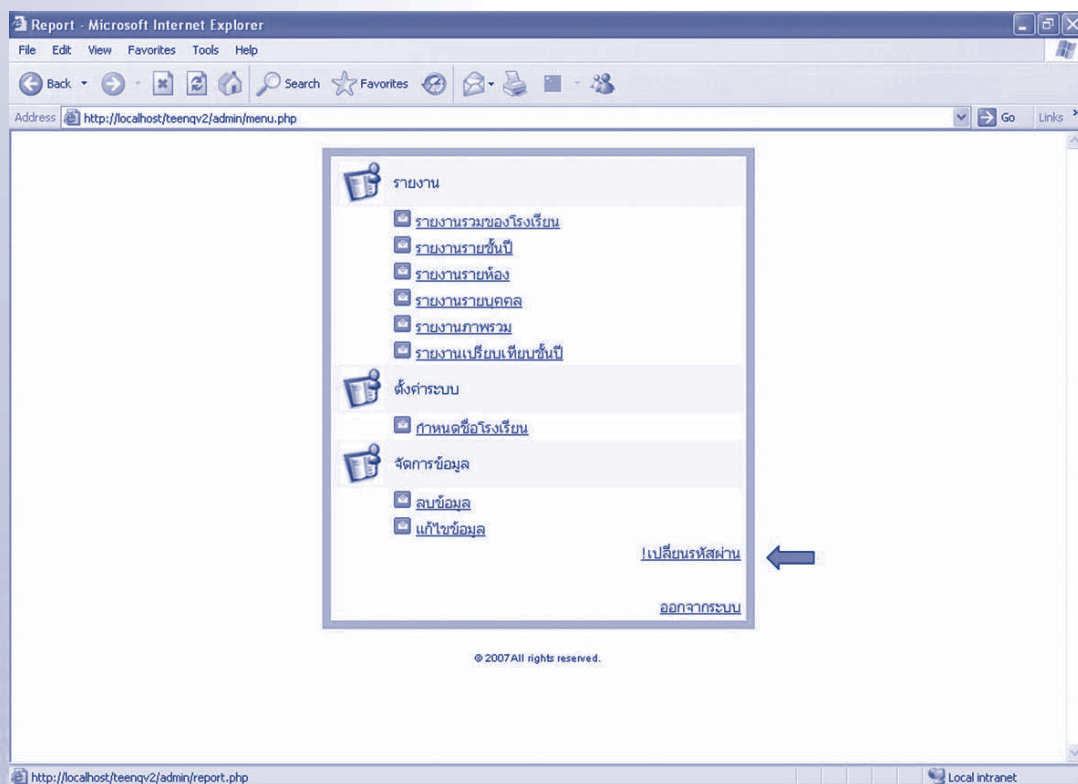 Report - Microsoft Internet Explorer
File Edit View Favorites Tools Help
Back Search Favorites
Address http://localhost/teenqv2/admin/menu.php Go Links
รายงาน
รายงานรวมของโรงเรียน
รายงานรายชั้นปี
รายงานรายห้อง
รายงานรายบุคคล
รายงานภาพรวม
รายงานเปรียบเทียบชั้นปี
ตั้งค่าระบบ
กำหนดชื่อโรงเรียน
จัดการข้อมูล
ลบข้อมูล
แก้ไขข้อมูล
!เปลี่ยนรหัสผ่าน
ออกจากระบบ
© 2007 All rights reserved.
http://localhost/teenqv2/admin/report.php Local intranet